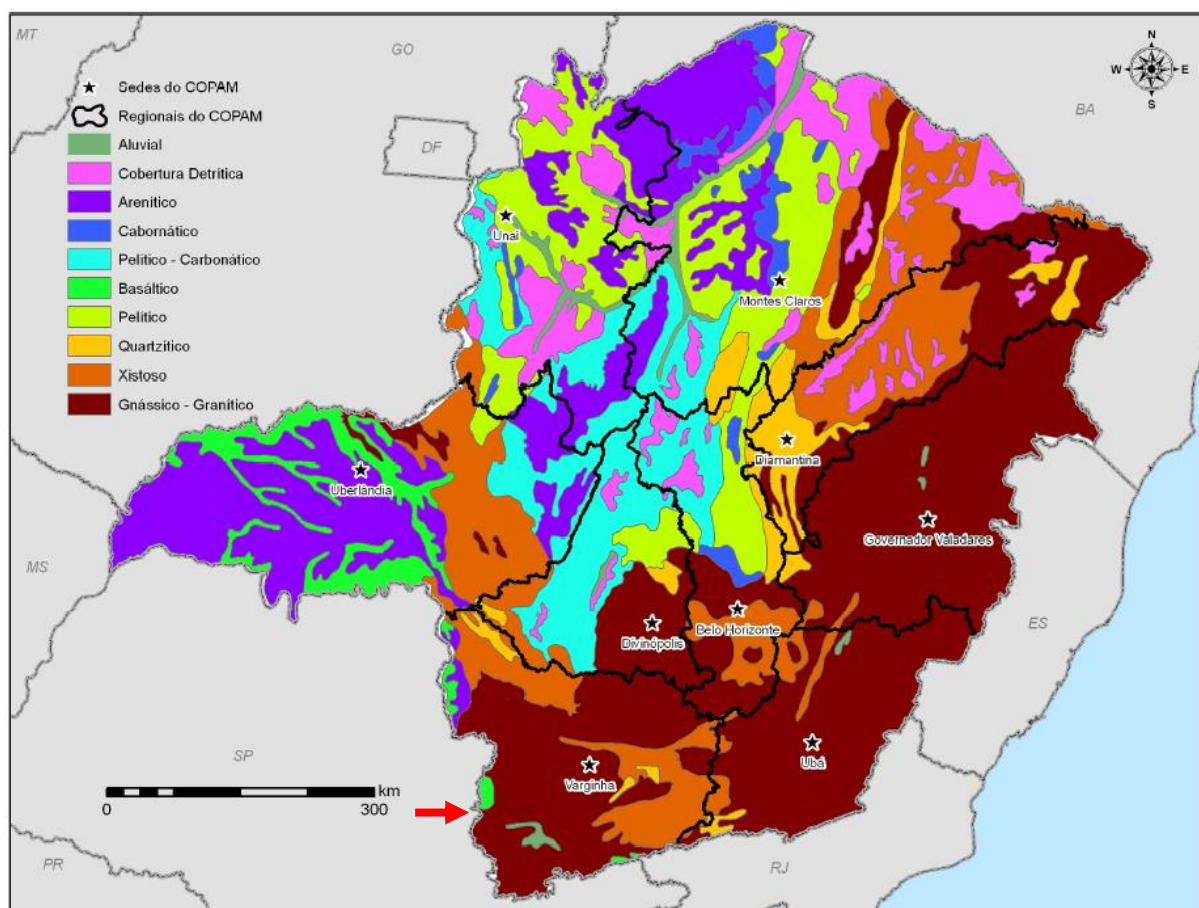 MT
GO
N
W E
S
BA
DF
Sedes do COPAM
Regionais do COPAM
Aluvial
Cobertura Detrítica
Arenítico
Cabornático
Pelítico - Carbonático
Basáltico
Pelítico
Quartzítico
Xistoso
Gnássico - Granítico
Unaí
Montes Claros
Diamantina
Uberlândia
Governador Valadares
MS
ES
Belo Horizonte
Divinópolis
SP
Ubá
Varginha
km
0 300
PR
RJ